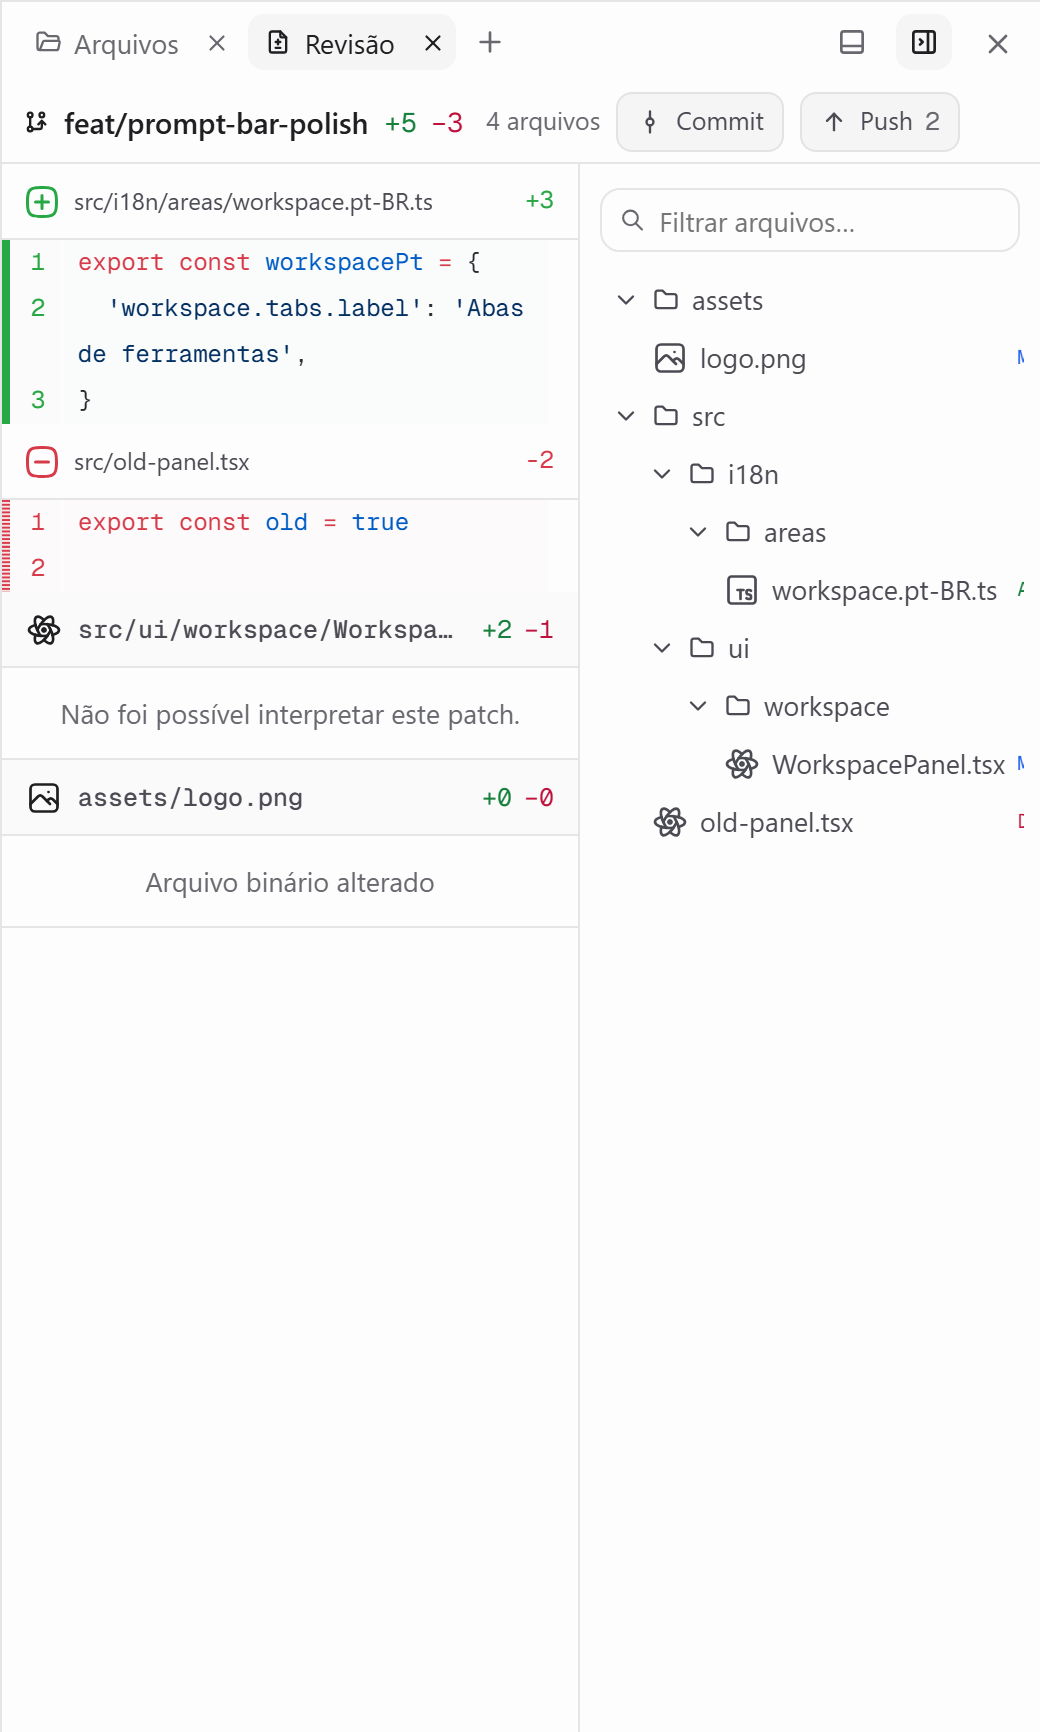 Arquivos
Revisão
feat/prompt-bar-polish +5 −3 4 arquivos Commit Push 2
src/i18n/areas/workspace.pt-BR.ts +3
1 export const workspacePt = {
2 'workspace.tabs.label': 'Abas
de ferramentas',
3 }
src/old-panel.tsx -2
1 export const old = true
2
src/ui/workspace/Workspa… +2 −1
Não foi possível interpretar este patch.
assets/logo.png +0 −0
Arquivo binário alterado
Filtrar arquivos…
assets
logo.png
src
i18n
areas
TS workspace.pt-BR.ts
ui
workspace
WorkspacePanel.tsx
old-panel.tsx